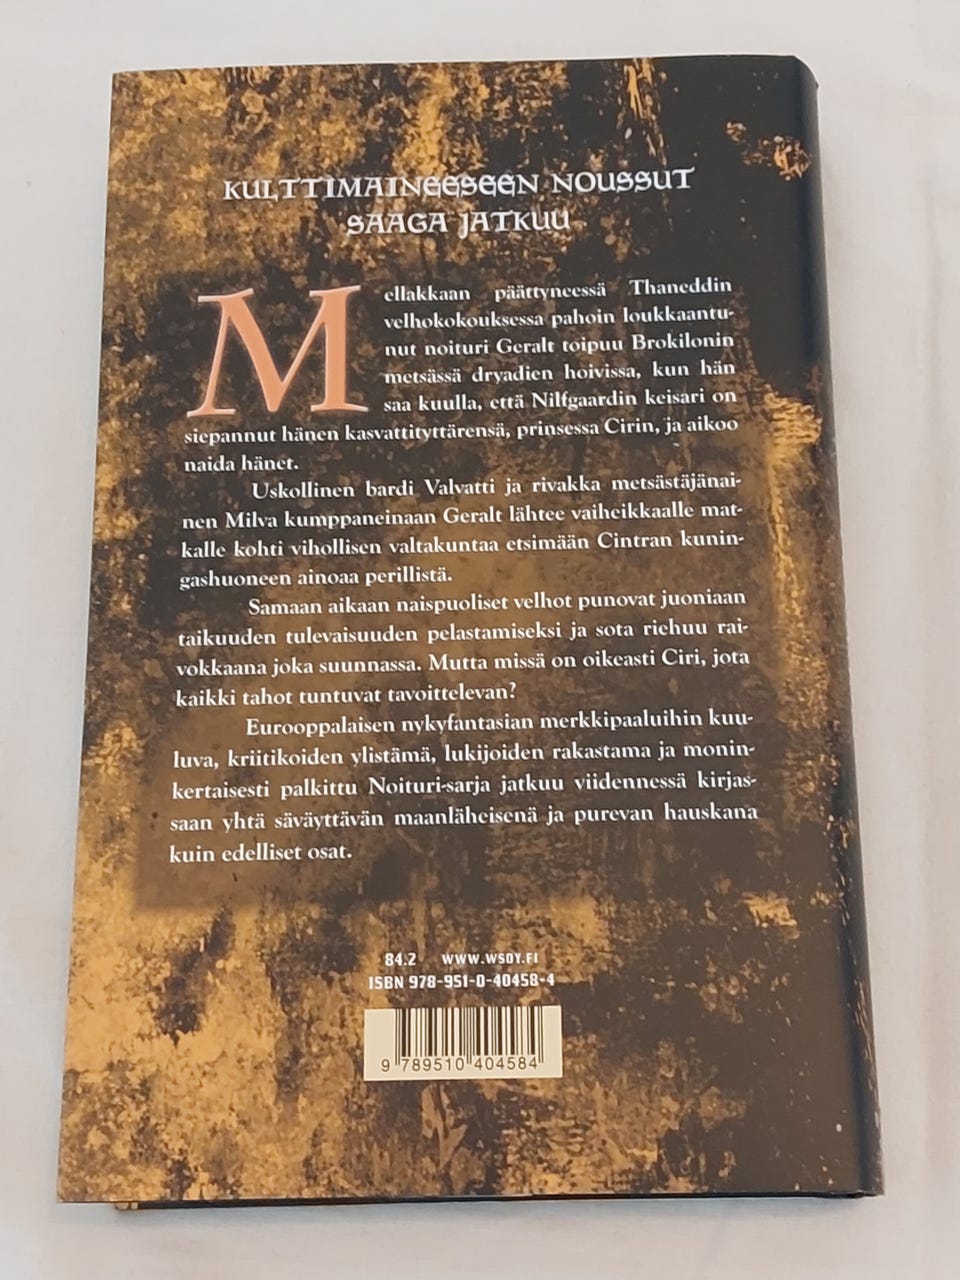 KULTTIMAINEESEEN NOUSSUT
SAAGA JATKUU
Mellakkaan päättyneessä Thaneddin
velhokokouksessa pahoin loukkaantu-
nut noituri Geralt toipuu Brokilonin
metsässä dryadien hoivissa, kun hän
saa kuulla, että Nilfgaardin keisari on
siepannut hänen kasvattityttärensä, prinsessa Cirin, ja aikoo
naida hänet.
Uskollinen bardi Valvatti ja rivakka metsästäjänai-
nen Milva kumppaneinaan Geralt lähtee vaiheikkaalle mat-
kalle kohti vihollisen valtakuntaa etsimään Cintran kunin-
gashuoneen ainoaa perillistä.
Samaan aikaan naispuoliset velhot punovat juoniaan
taikuuden tulevaisuuden pelastamiseksi ja sota riehuu rai-
vokkaana joka suunnassa. Mutta missä on oikeasti Ciri, jota
kaikki tahot tuntuvat tavoittelevan?
Eurooppalaisen nykyfantasian merkkipaaluihin kuu-
luva, kriitikoiden ylistämä, lukijoiden rakastama ja monin-
kertaisesti palkittu Noituri-sarja jatkuu viidennessä kirjas-
saan yhtä säväyttävän maanläheisenä ja purevan hauskana
kuin edelliset osat.
84.2 WWW.WSOY.FI
ISBN 978-951-0-40458-4
9 789510 404584